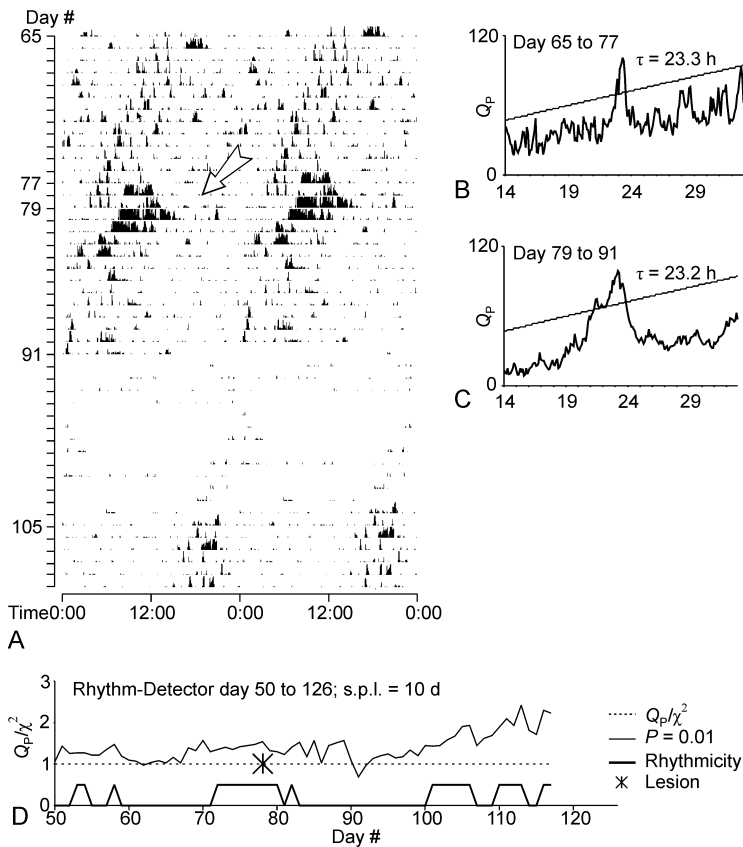 Day #
65
77
79
91
105
Time0:00 12:00 0:00 12:00 0:00
A
120
Day 65 to 77
τ = 23.3 h
QP
0
14 19 24 29
B
120
Day 79 to 91
τ = 23.2 h
QP
0
14 19 24 29
C
3
2
1
0
Rhythm-Detector day 50 to 126; s.p.l. = 10 d
QP/χ2
50 60 70 80 90 100 110 120
Day #
D
QP/χ2
P = 0.01
Rhythmicity
Lesion